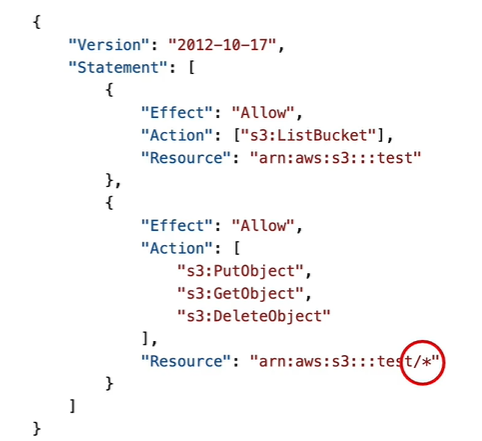 {
"Version": "2012-10-17",
"Statement": [
{
"Effect": "Allow",
"Action": ["s3:ListBucket"],
"Resource": "arn:aws:s3:::test"
},
{
"Effect": "Allow",
"Action": [
"s3:PutObject",
"s3:GetObject",
"s3:DeleteObject"
],
"Resource": "arn:aws:s3:::test/*"
}
]
}